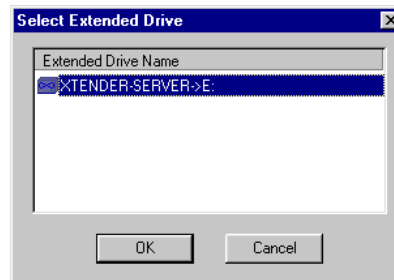 Select Extended Drive
Extended Drive Name
XTENDER-SERVER->E:
OK Cancel